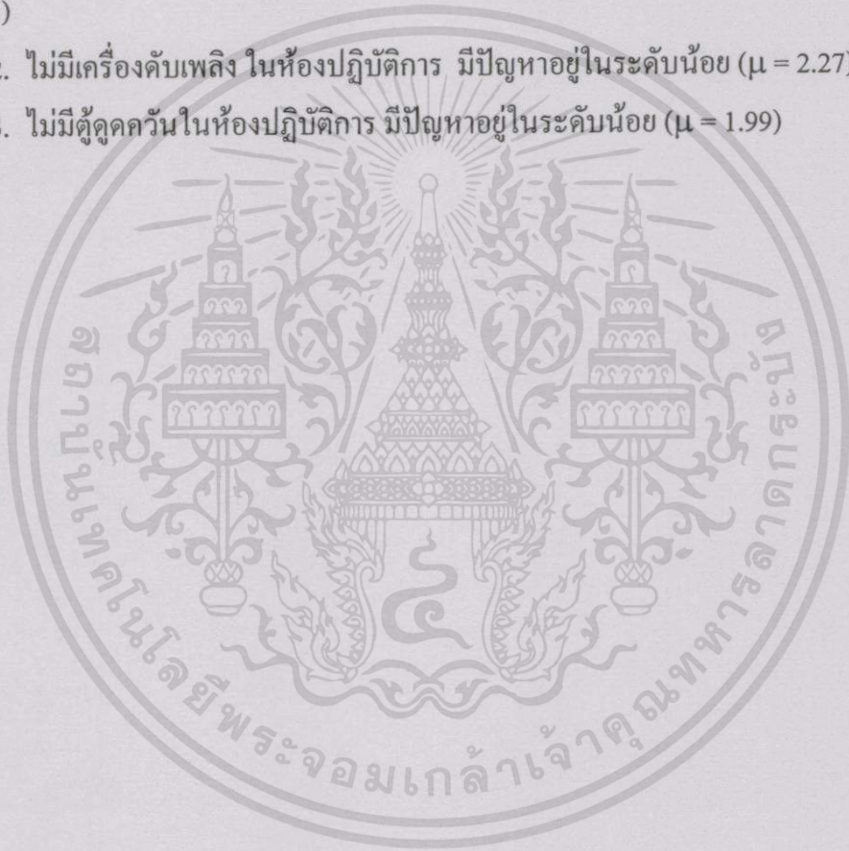 )
. ไม่มีเครื่องดับเพลิง ในห้องปฏิบัติการ มีปัญหาอยู่ในระดับน้อย (μ = 2.27)
. ไม่มีตู้ดูดควันในห้องปฏิบัติการ มีปัญหาอยู่ในระดับน้อย (μ = 1.99)
สถาบันเทคโนโลยีพระจอมเกล้าเจ้าคุณทหารลาดกระบัง
๔